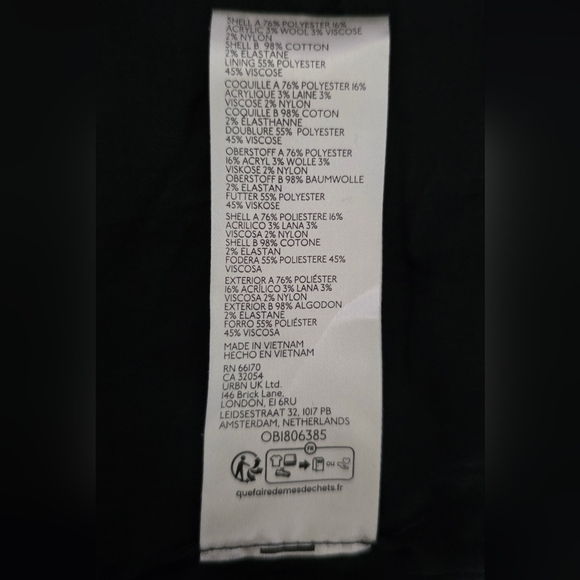 SHELL A 76% POLYESTER 16%
ACRYLIC 3% WOOL 3% VISCOSE
2% NYLON
SHELL B 98% COTTON
2% ELASTANE
LINING 55% POLYESTER
45% VISCOSE
COQUILLE A 76% POLYESTER 16%
ACRYLIQUE 3% LAINE 3%
VISCOSE 2% NYLON
COQUILLE B 98% COTON
2% ÉLASTHANNE
DOUBLURE 55% POLYESTER
45% VISCOSE
OBERSTOFF A 76% POLYESTER
16% ACRYL 3% WOLLE 3%
VISKOSE 2% NYLON
OBERSTOFF B 98% BAUMWOLLE
2% ELASTAN
FUTTER 55% POLYESTER
45% VISKOSE
SHELL A 76% POLIESTERE 16%
ACRILICO 3% LANA 3%
VISCOSA 2% NYLON
SHELL B 98% COTONE
2% ELASTAN
FODERA 55% POLIESTERE 45%
VISCOSA
EXTERIOR A 76% POLIÉSTER
16% ACRÍLICO 3% LANA 3%
VISCOSA 2% NYLON
EXTERIOR B 98% ALGODON
2% ELASTANE
FORRO 55% POLIÉSTER
45% VISCOSA
MADE IN VIETNAM
HECHO EN VIETNAM
RN 66170
CA 32054
URBN UK Ltd.
146 Brick Lane,
LONDON, E1 6RU
LEIDSESTRAAT 32, 1017 PB
AMSTERDAM, NETHERLANDS
OB1806385
FR
OU
quefairedemesdechets.fr